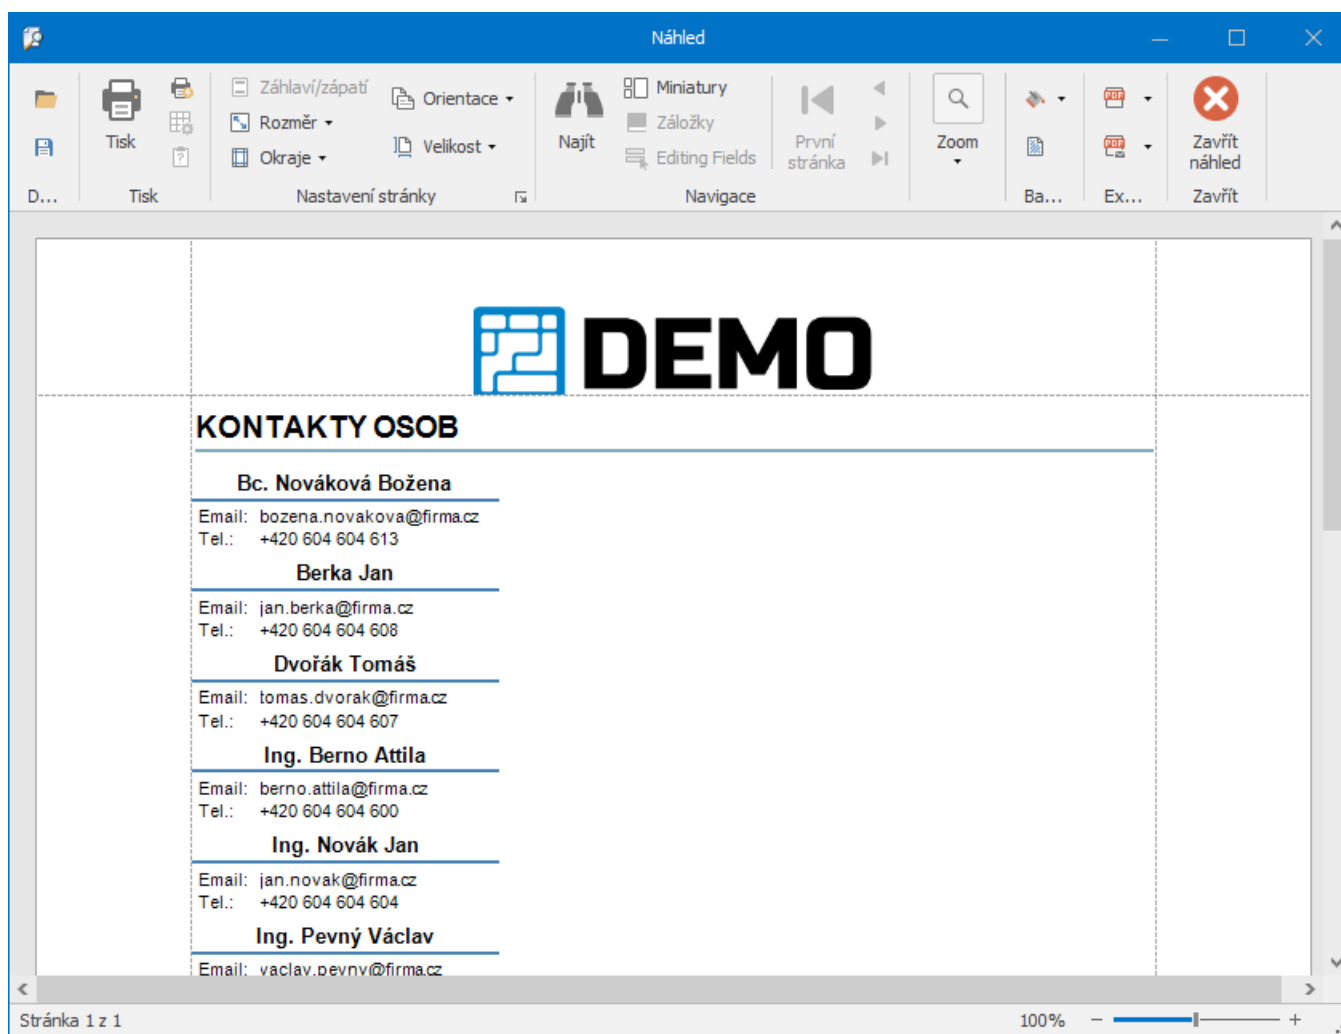 Náhled
Tisk
Záhlaví/zápatí
Rozměr
Okraje
Orientace
Velikost
Najít
Miniatury
Záložky
Editing Fields
První
stránka
Zoom
PDF
PDF
Zavřít
náhled
D...
Tisk
Nastavení stránky
Navigace
Ba...
Ex...
Zavřít
DEMO
KONTAKTY OSOB
Bc. Nováková Božena
Email: bozena.novakova@firma.cz
Tel.: +420 604 604 613
Berka Jan
Email: jan.berka@firma.cz
Tel.: +420 604 604 608
Dvořák Tomáš
Email: tomas.dvorak@firma.cz
Tel.: +420 604 604 607
Ing. Berno Attila
Email: berno.attila@firma.cz
Tel.: +420 604 604 600
Ing. Novák Jan
Email: jan.novak@firma.cz
Tel.: +420 604 604 604
Ing. Pevný Václav
Email: vaclav.pevny@firma.cz
Stránka 1 z 1
100%